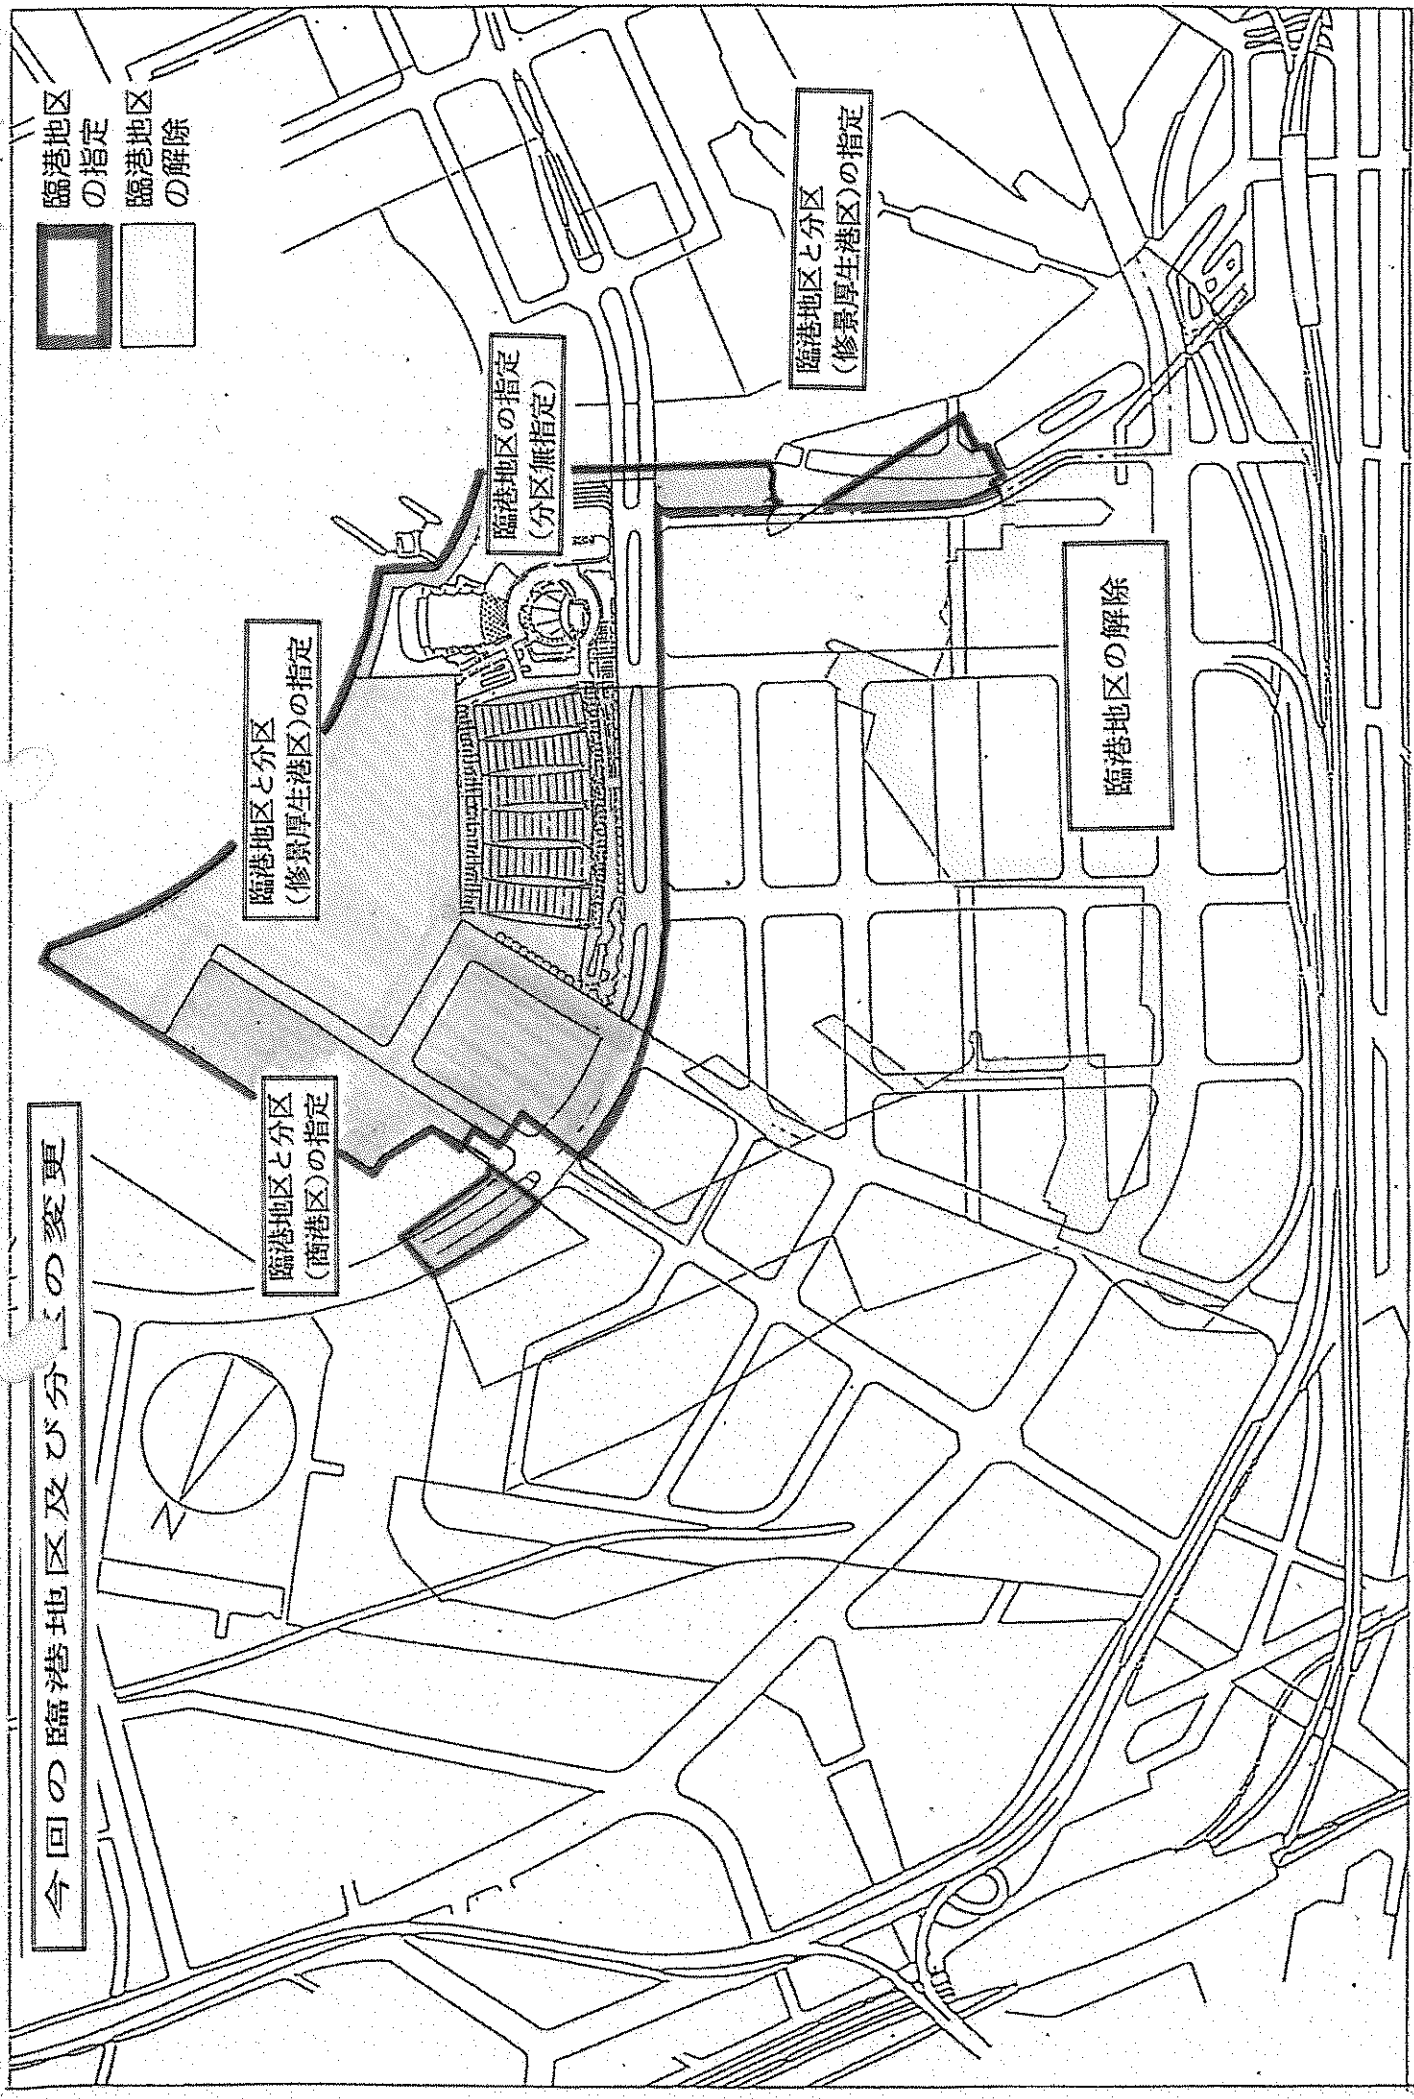 今回の臨港地区及び分区の変更
臨港地区
の指定
臨港地区
の解除
臨港地区と分区
(商港区)の指定
臨港地区と分区
(修景厚生港区)の指定
臨港地区の指定
(分区無指定)
臨港地区と分区
(修景厚生港区)の指定
臨港地区の解除
N